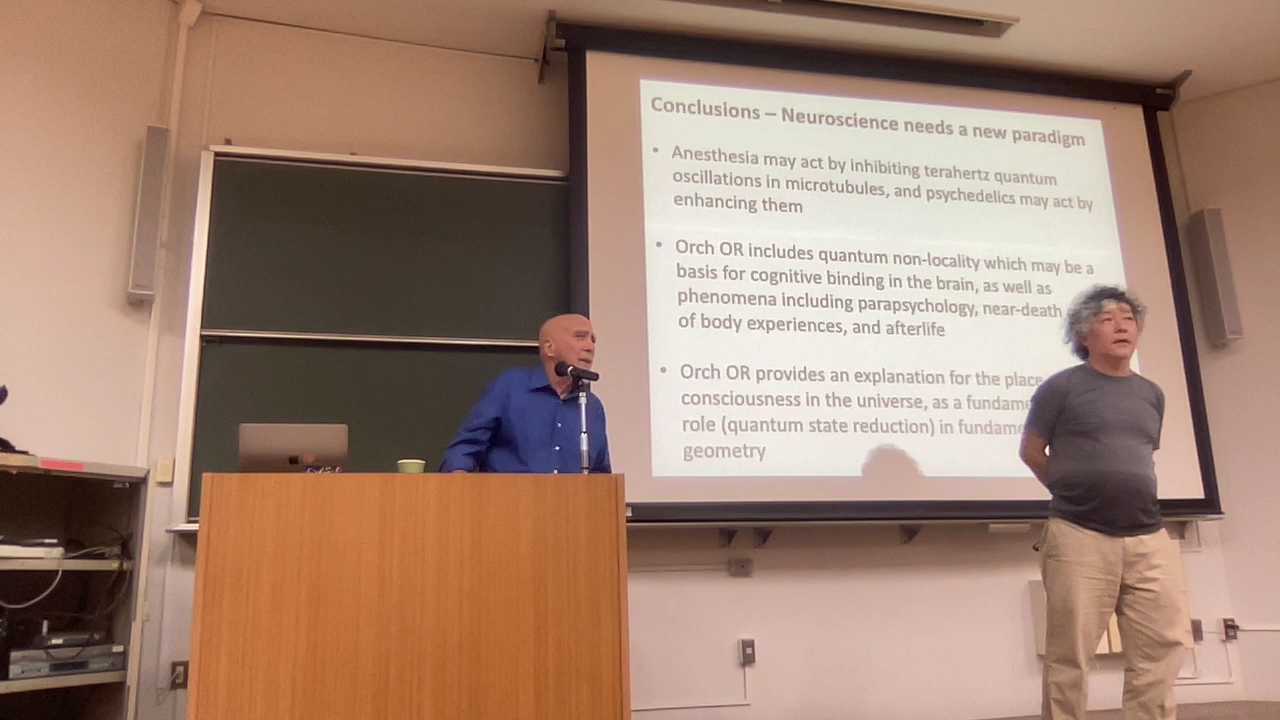 Conclusions – Neuroscience needs a new paradigm
• Anesthesia may act by inhibiting terahertz quantum
oscillations in microtubules, and psychedelics may act by
enhancing them
• Orch OR includes quantum non-locality which may be a
basis for cognitive binding in the brain, as well as
phenomena including parapsychology, near-death
of body experiences, and afterlife
• Orch OR provides an explanation for the place
consciousness in the universe, as a fundame
role (quantum state reduction) in fundame
geometry